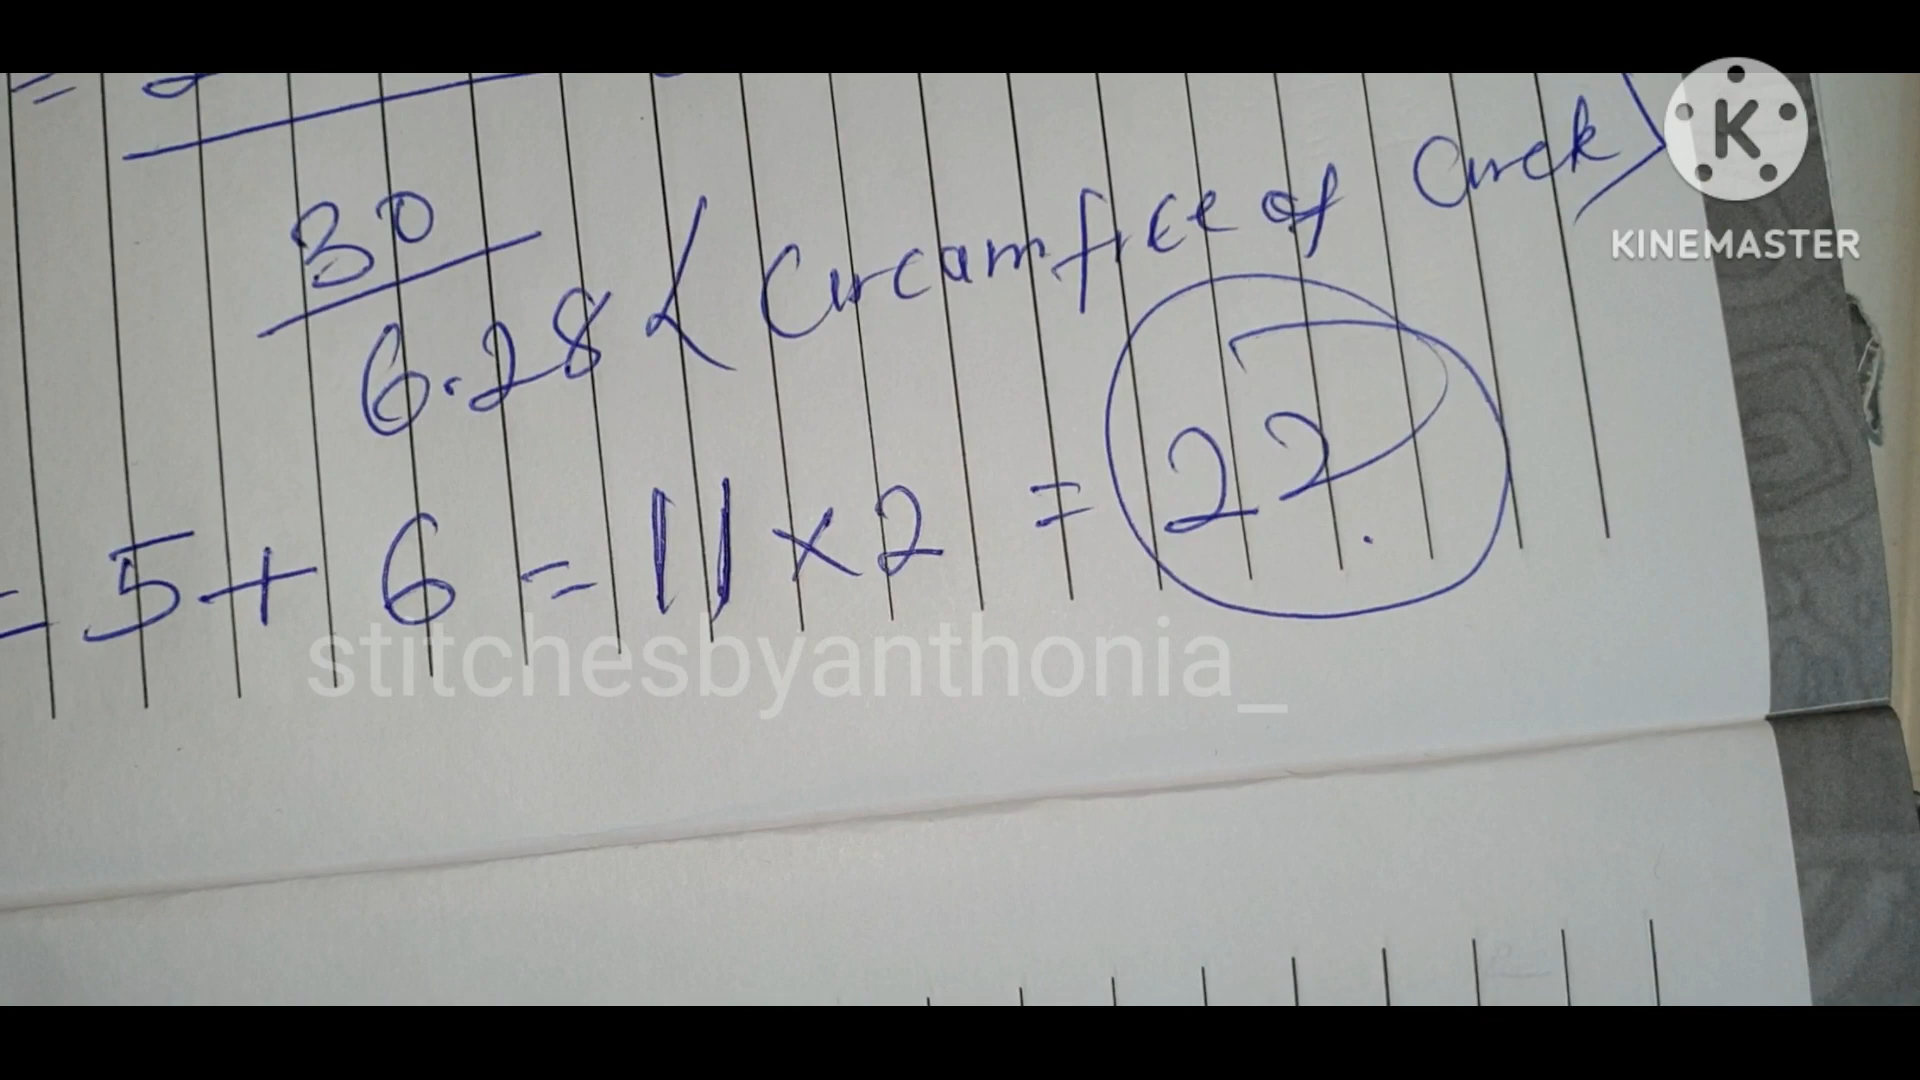 30
6.28 (Circumfrece of Circle)
= 5 + 6 = 11 x 2 = 22.
stitchesbyanthonia_
K
KINEMASTER